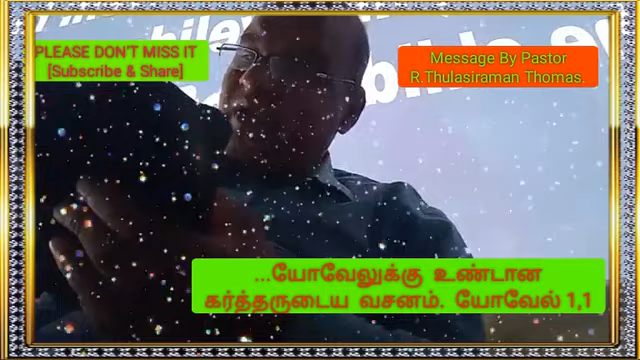 PLEASE DON'T MISS IT
[Subscribe & Share]
Message By Pastor
R.Thulasiraman Thomas.
...யோவேலுக்கு உண்டான
கர்த்தருடைய வசனம். யோவேல் 1,1